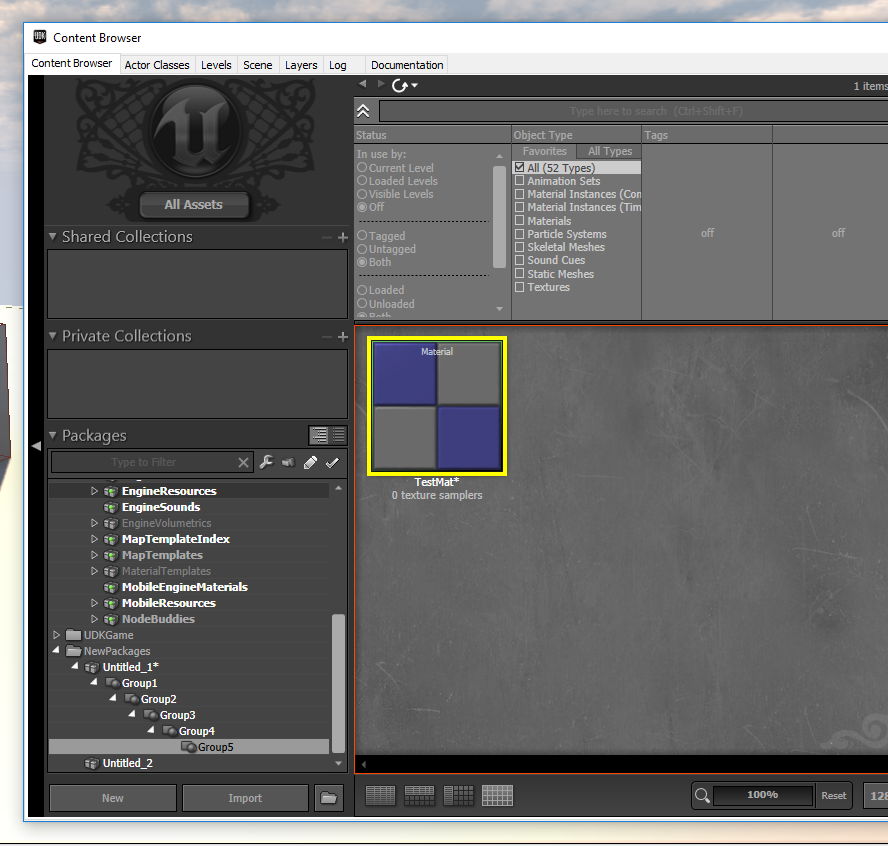 UDK Content Browser
Content Browser Actor Classes Levels Scene Layers Log Documentation
1 items
Type here to search (Ctrl+Shift+F)
All Assets
Status
In use by:
Current Level
Loaded Levels
Visible Levels
Off
Tagged
Untagged
Both
Loaded
Unloaded
Both
Object Type
Favorites All Types
All (52 Types)
Animation Sets
Material Instances (Con
Material Instances (Tim
Materials
Particle Systems
Skeletal Meshes
Sound Cues
Static Meshes
Textures
Tags
off
off
Shared Collections
Private Collections
Packages
Type to Filter
EngineResources
EngineSounds
EngineVolumetrics
MapTemplateIndex
MapTemplates
MaterialTemplates
MobileEngineMaterials
MobileResources
NodeBuddies
UDKGame
NewPackages
Untitled_1*
Group1
Group2
Group3
Group4
Group5
Untitled_2
New Import
Material
TestMat*
0 texture samplers
100% Reset 128